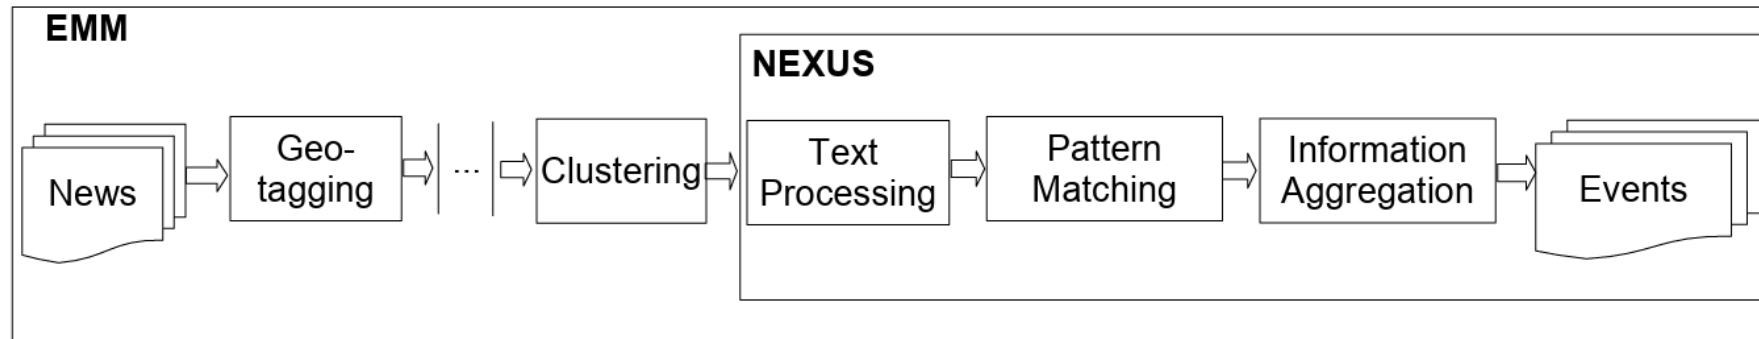 EMM
NEXUS
News
Geo-
tagging
...
Clustering
Text
Processing
Pattern
Matching
Information
Aggregation
Events